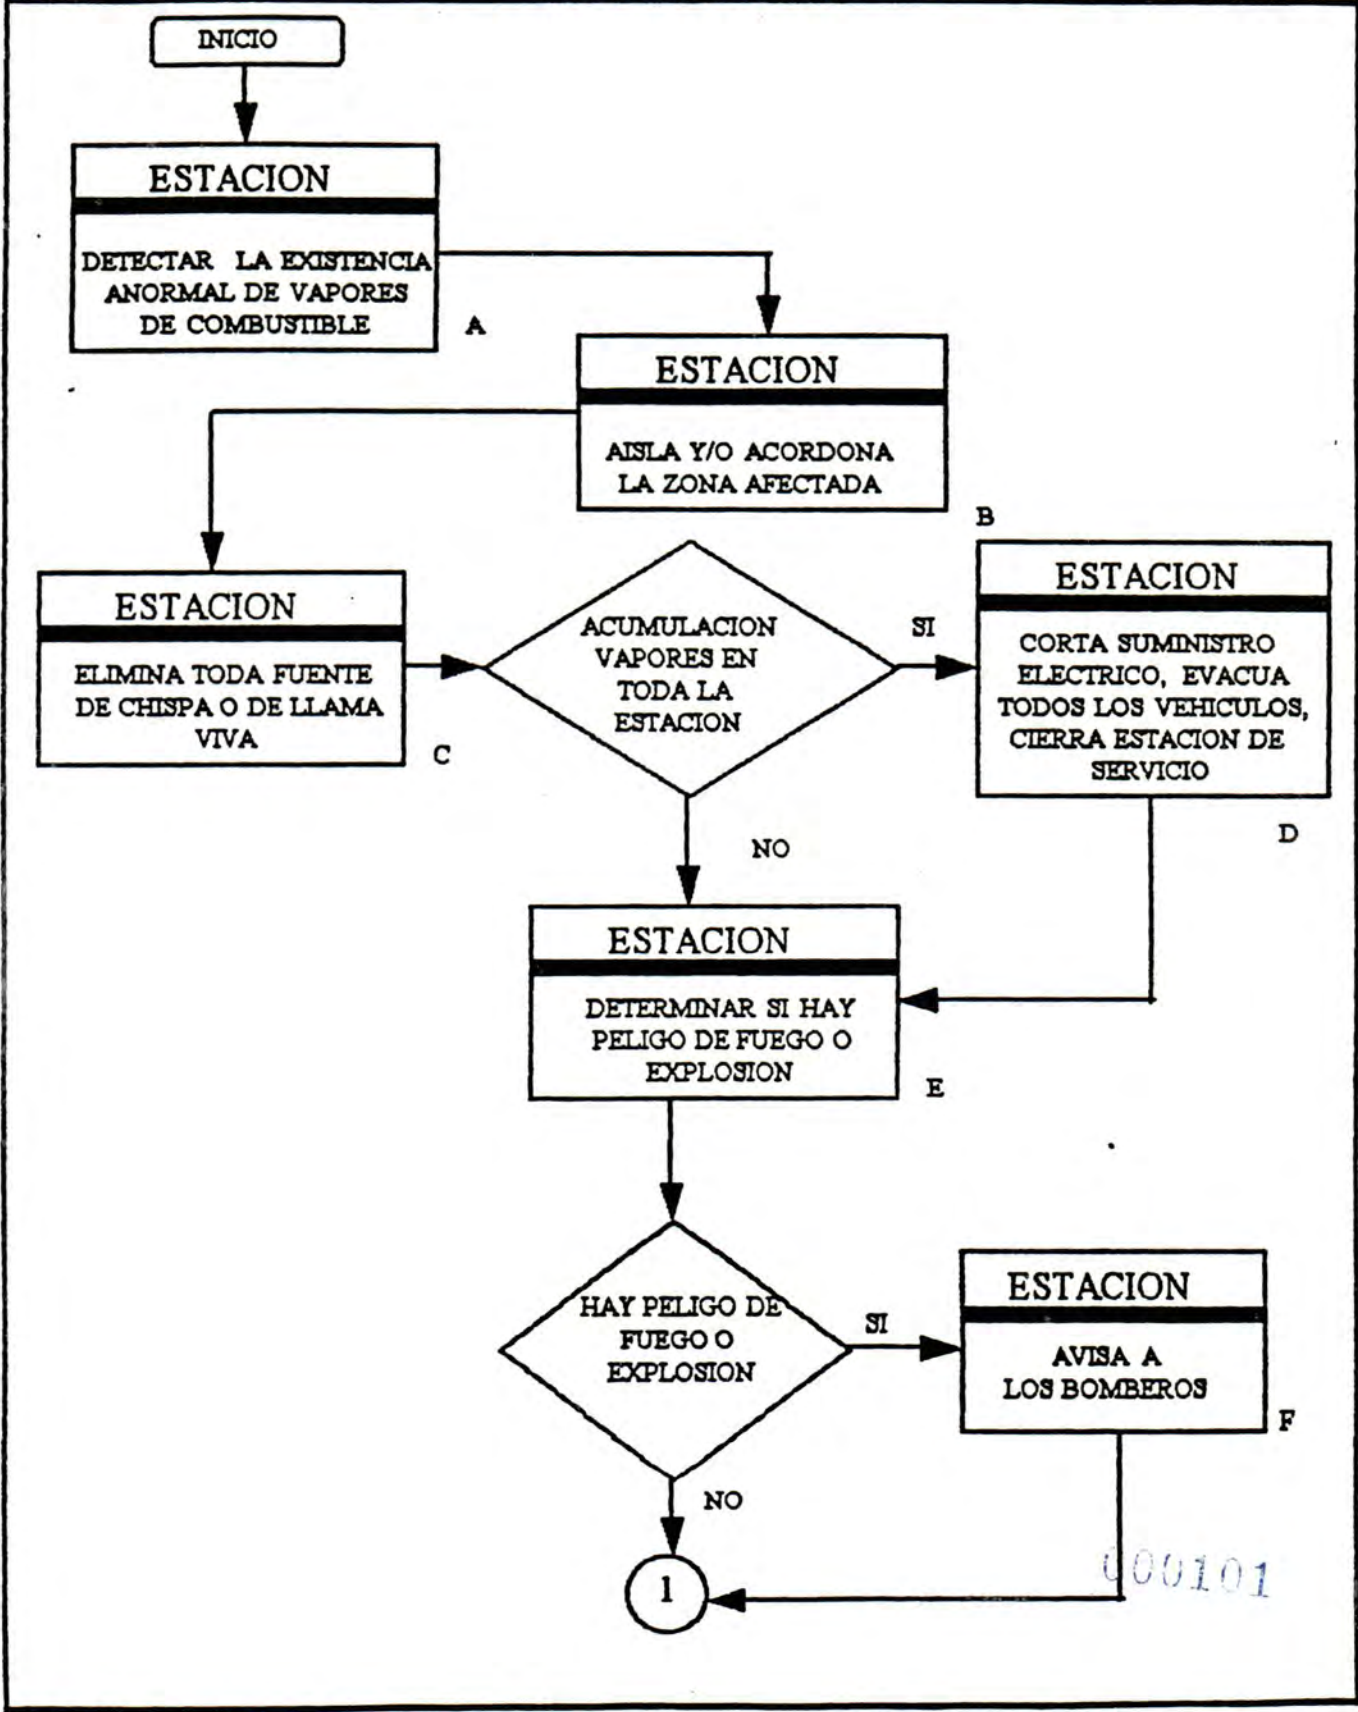 INICIO
ESTACION
DETECTAR LA EXISTENCIA
ANORMAL DE VAPORES
DE COMBUSTIBLE
A
ESTACION
AISLA Y/O ACORDONA
LA ZONA AFECTADA
B
ESTACION
ELIMINA TODA FUENTE
DE CHISPA O DE LLAMA
VIVA
C
ACUMULACION
VAPORES EN
TODA LA
ESTACION
SI
ESTACION
CORTA SUMINISTRO
ELECTRICO, EVACUA
TODOS LOS VEHICULOS,
CIERRA ESTACION DE
SERVICIO
D
NO
ESTACION
DETERMINAR SI HAY
PELIGO DE FUEGO O
EXPLOSION
E
HAY PELIGO DE
FUEGO O
EXPLOSION
SI
ESTACION
AVISA A
LOS BOMBEROS
F
NO
1
000101